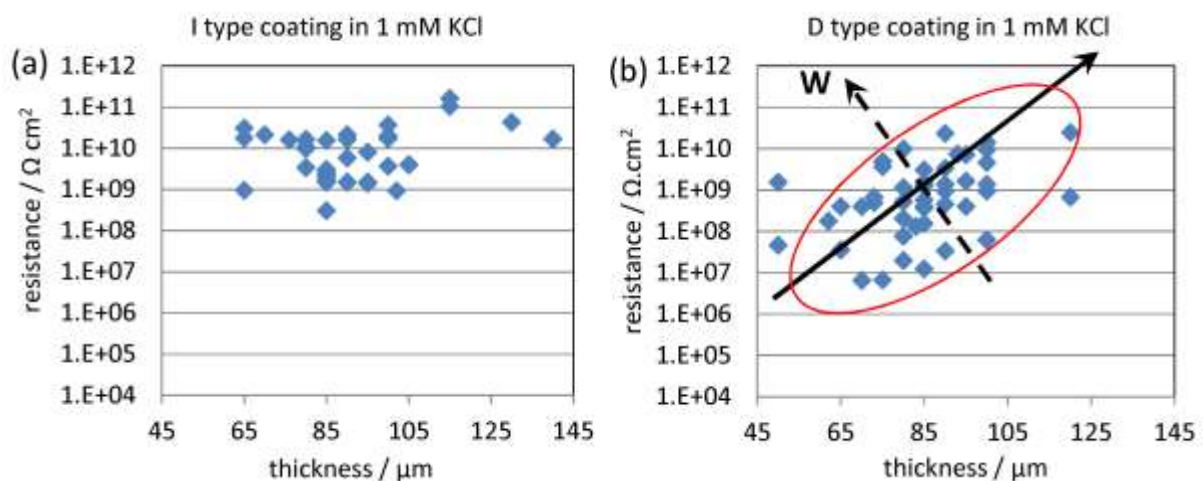 I type coating in 1 mM KCl
(a)
1.E+12
1.E+11
1.E+10
1.E+09
1.E+08
1.E+07
1.E+06
1.E+05
1.E+04
resistance / Ω cm²
45 65 85 105 125 145
thickness / μm
D type coating in 1 mM KCl
(b)
W
1.E+12
1.E+11
1.E+10
1.E+09
1.E+08
1.E+07
1.E+06
1.E+05
1.E+04
resistance / Ω.cm²
45 65 85 105 125 145
thickness / μm